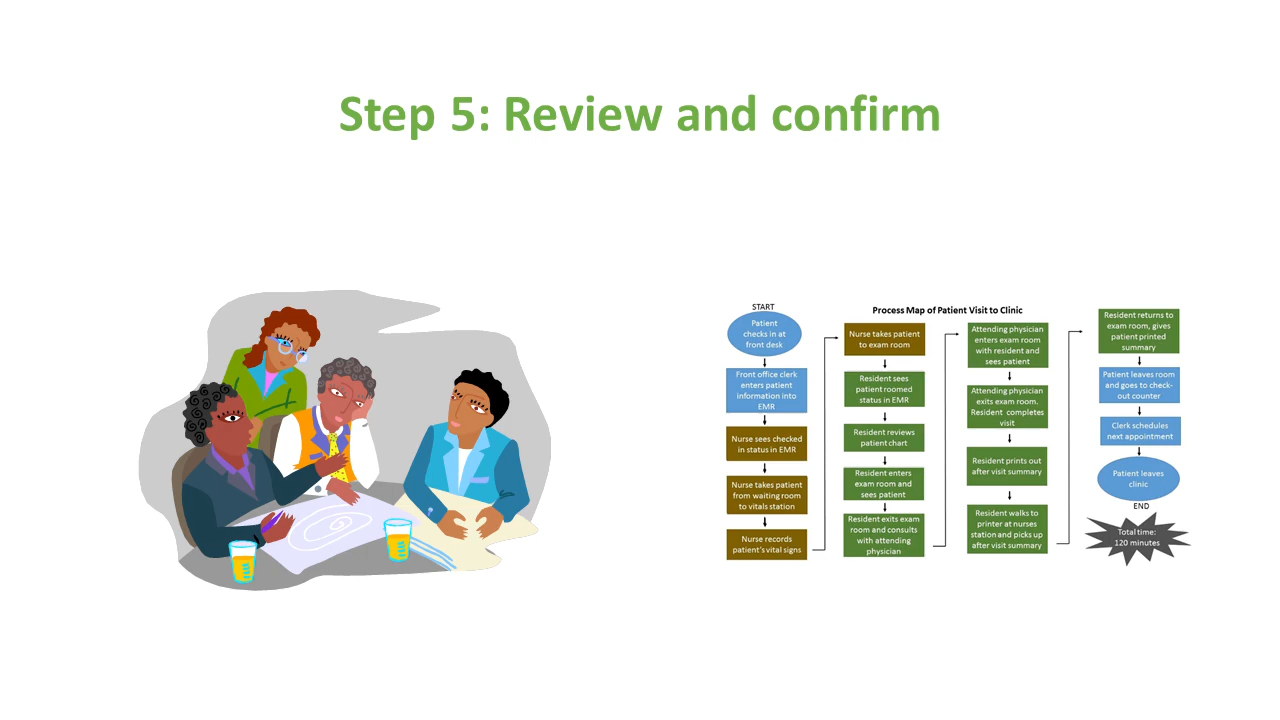 Step 5: Review and confirm
START
Patient
checks in at
front desk
Front office clerk
enters patient
information into
EMR
Nurse sees checked
in status in EMR
Nurse takes patient
from waiting room
to vitals station
Nurse records
patient's vital signs
Process Map of Patient Visit to Clinic
Nurse takes patient
to exam room
Resident sees
patient roomed
status in EMR
Resident reviews
patient chart
Resident enters
exam room and
sees patient
Resident exits exam
room and consults
with attending
physician
Attending physician
enters exam room
with resident and
sees patient
Attending physician
exits exam room.
Resident completes
visit
Resident prints out
after visit summary
Resident walks to
printer at nurses
station and picks up
after visit summary
Resident returns to
exam room, gives
patient printed
summary
Patient leaves room
and goes to check-
out counter
Clerk schedules
next appointment
Patient leaves
clinic
END
Total time:
120 minutes